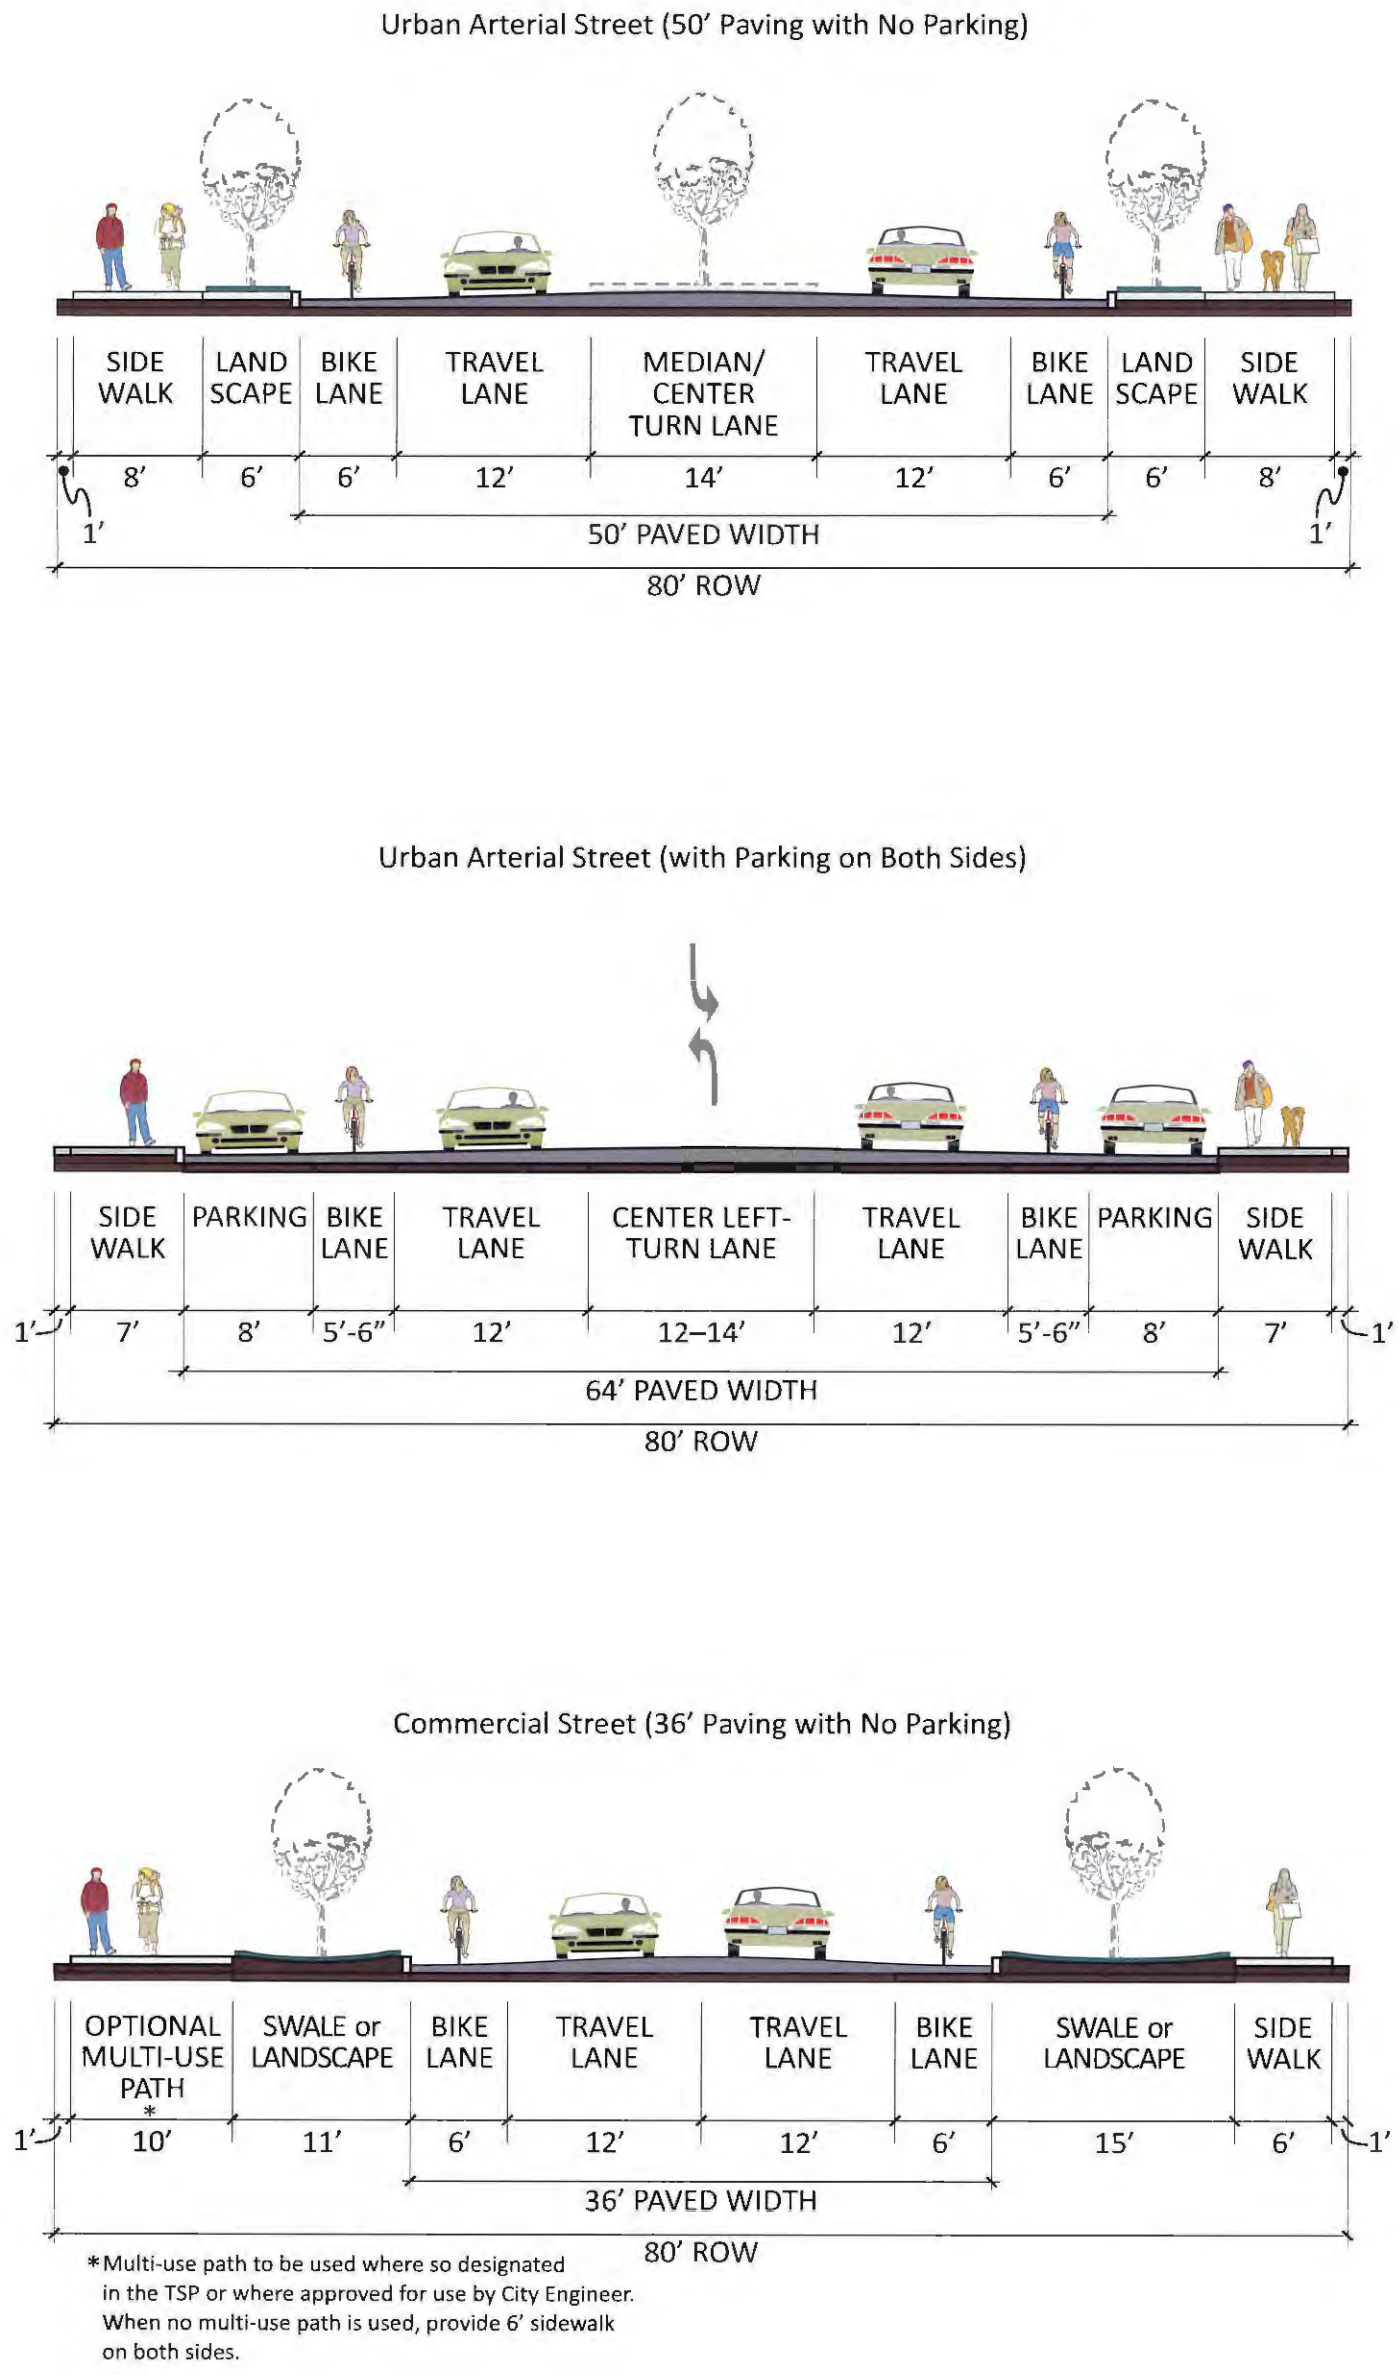 Urban Arterial Street (50′ Paving with No Parking)
SIDE WALK
LAND SCAPE
BIKE LANE
TRAVEL LANE
MEDIAN/ CENTER TURN LANE
TRAVEL LANE
BIKE LANE
LAND SCAPE
SIDE WALK
8′ 6′ 6′ 12′ 14′ 12′ 6′ 6′ 8′
1′ 50′ PAVED WIDTH 1′
80′ ROW
Urban Arterial Street (with Parking on Both Sides)
SIDE WALK
PARKING
BIKE LANE
TRAVEL LANE
CENTER LEFT- TURN LANE
TRAVEL LANE
BIKE LANE
PARKING
SIDE WALK
1′ 7′ 8′ 5′-6″ 12′ 12–14′ 12′ 5′-6″ 8′ 7′ 1′
64′ PAVED WIDTH
80′ ROW
Commercial Street (36′ Paving with No Parking)
OPTIONAL MULTI-USE PATH *
SWALE or LANDSCAPE
BIKE LANE
TRAVEL LANE
TRAVEL LANE
BIKE LANE
SWALE or LANDSCAPE
SIDE WALK
1′ 10′ 11′ 6′ 12′ 12′ 6′ 15′ 6′ 1′
36′ PAVED WIDTH
80′ ROW
*Multi-use path to be used where so designated
in the TSP or where approved for use by City Engineer.
When no multi-use path is used, provide 6′ sidewalk
on both sides.